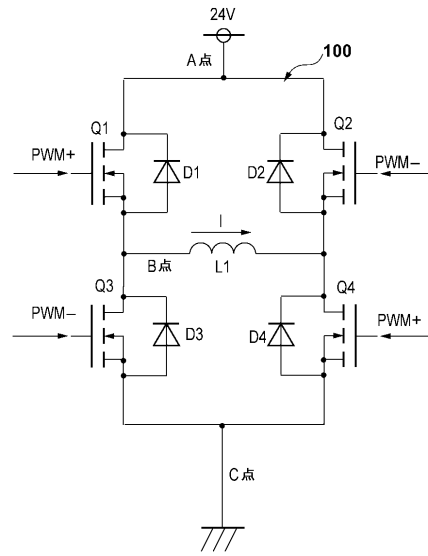 24V
A点
100
Q1
Q2
PWM+
D1
D2
PWM−
I
B点
L1
Q3
Q4
PWM−
D3
D4
PWM+
C点